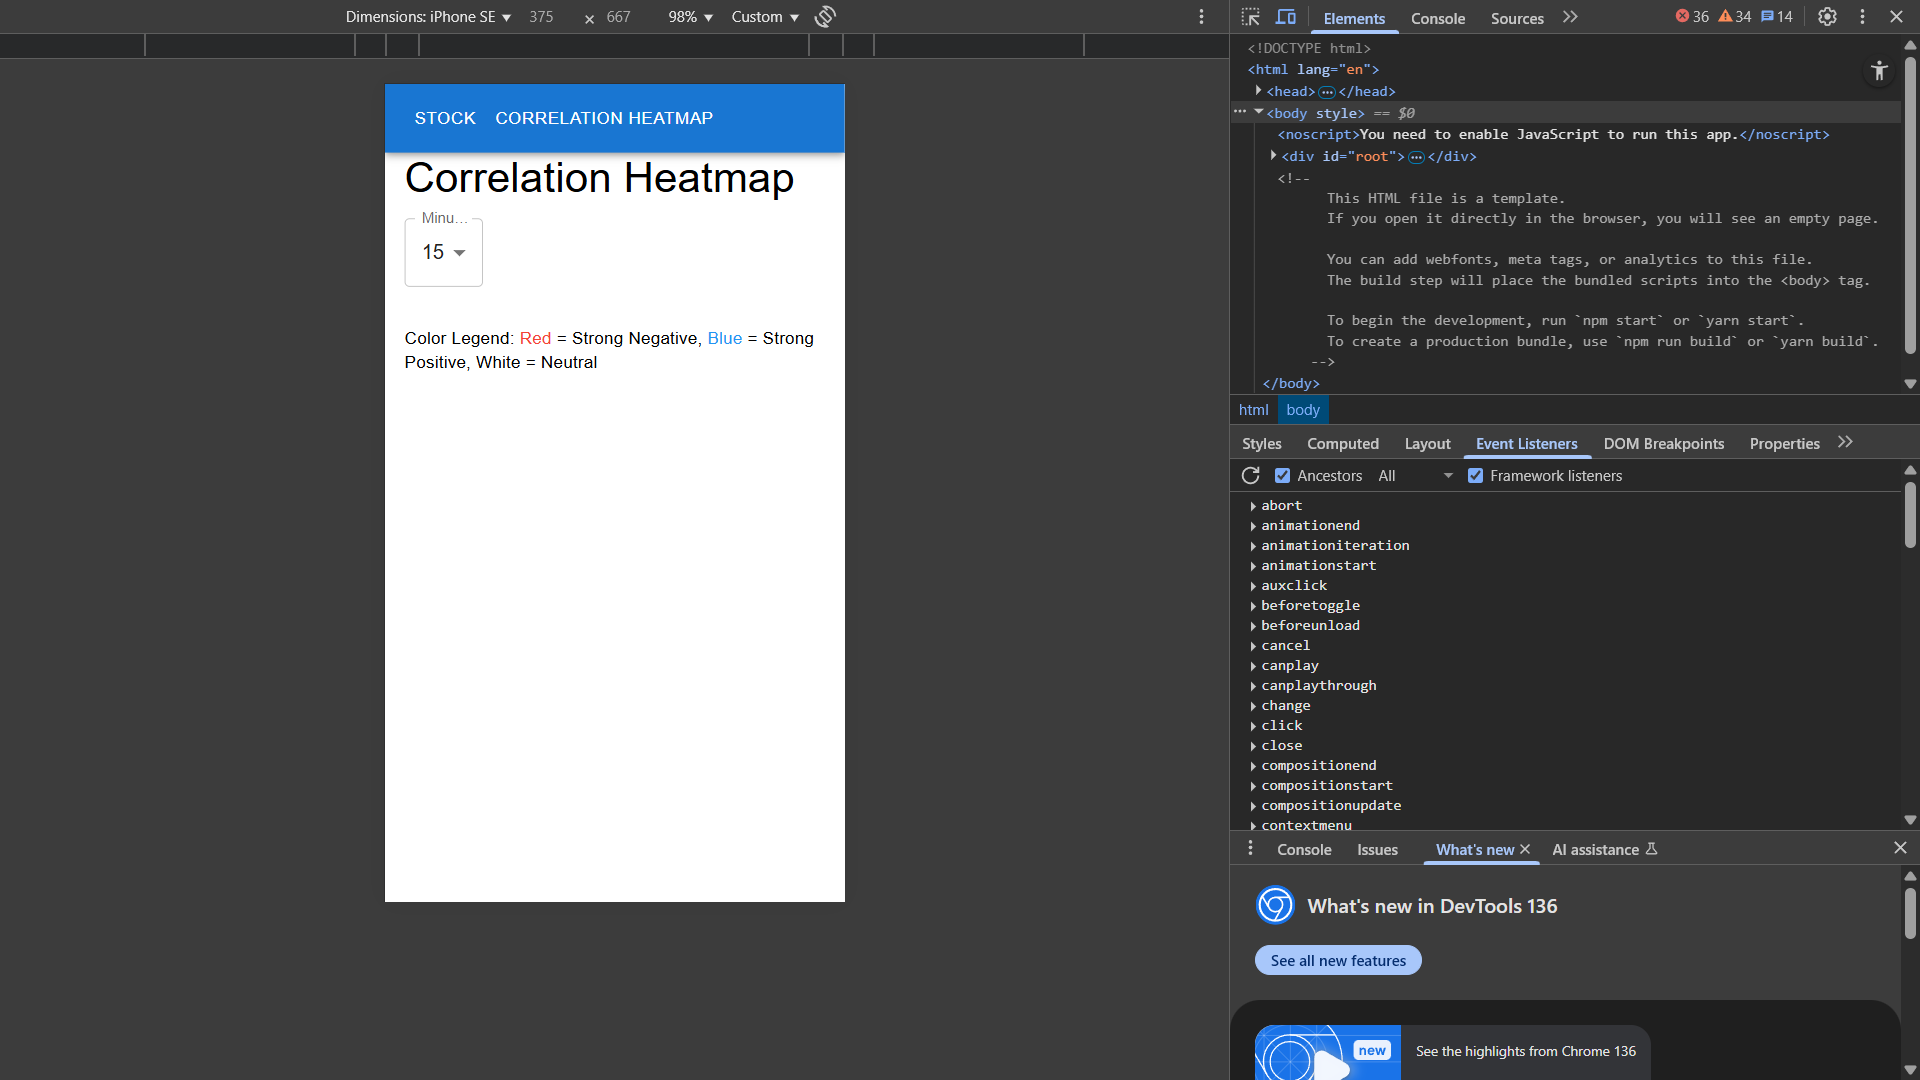 Dimensions: iPhone SE ▼ 375 × 667 98% ▼ Custom ▼
STOCK CORRELATION HEATMAP
Correlation Heatmap
Minu...
15
Color Legend: Red = Strong Negative, Blue = Strong
Positive, White = Neutral
Elements Console Sources 36 34 14
<!DOCTYPE html>
<html lang="en">
<head>…</head>
<body style> == $0
<noscript>You need to enable JavaScript to run this app.</noscript>
<div id="root">…</div>
<!--
This HTML file is a template.
If you open it directly in the browser, you will see an empty page.
You can add webfonts, meta tags, or analytics to this file.
The build step will place the bundled scripts into the <body> tag.
To begin the development, run `npm start` or `yarn start`.
To create a production bundle, use `npm run build` or `yarn build`.
-->
</body>
html body
Styles Computed Layout Event Listeners DOM Breakpoints Properties
Ancestors All Framework listeners
abort
animationend
animationiteration
animationstart
auxclick
beforetoggle
beforeunload
cancel
canplay
canplaythrough
change
click
close
compositionend
compositionstart
compositionupdate
contextmenu
Console Issues What's new AI assistance
What's new in DevTools 136
See all new features
new
See the highlights from Chrome 136